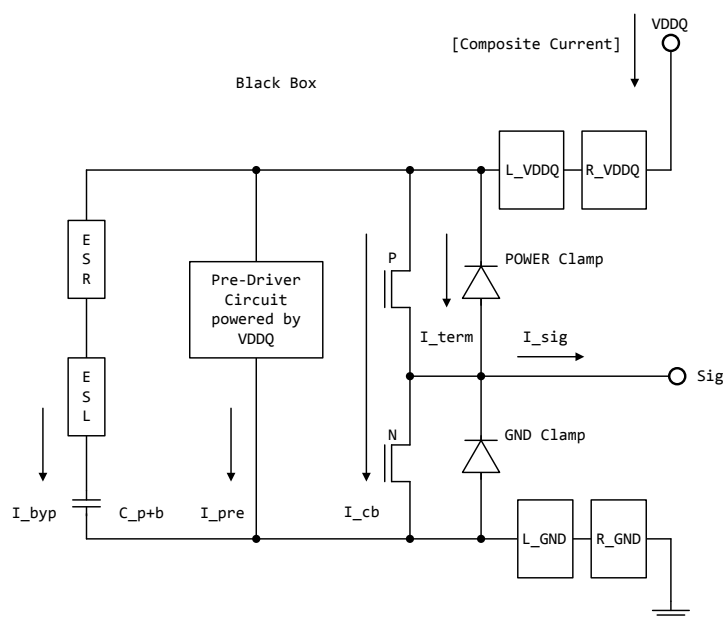 VDDQ
[Composite Current]
Black Box
L_VDDQ
R_VDDQ
E
S
R
P
POWER Clamp
Pre-Driver
Circuit
powered by
VDDQ
I_term
I_sig
E
S
L
Sig
N
GND Clamp
I_byp
C_p+b
I_pre
I_cb
L_GND
R_GND